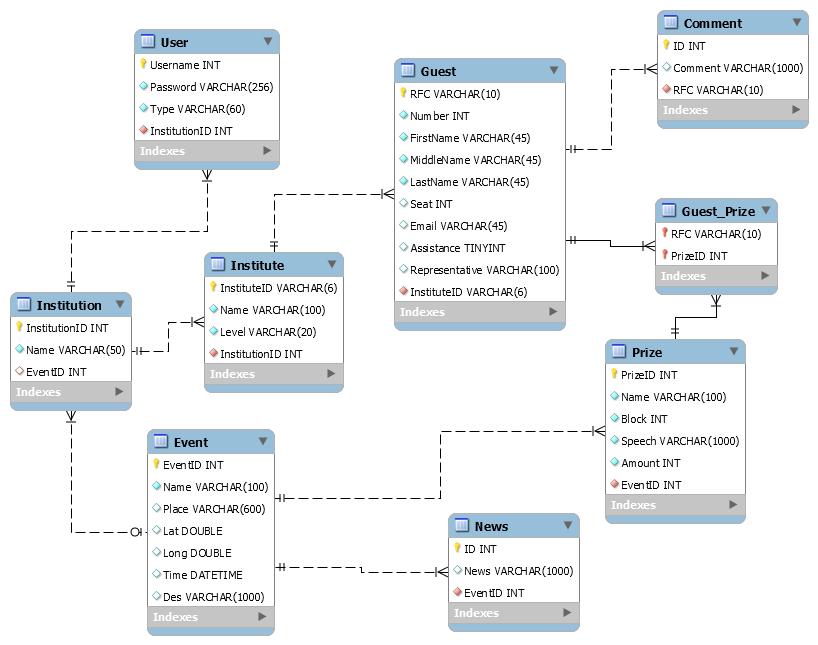 User
Username INT
Password VARCHAR(256)
Type VARCHAR(60)
InstitutionID INT
Indexes
Guest
RFC VARCHAR(10)
Number INT
FirstName VARCHAR(45)
MiddleName VARCHAR(45)
LastName VARCHAR(45)
Seat INT
Email VARCHAR(45)
Assistance TINYINT
Representative VARCHAR(100)
InstituteID VARCHAR(6)
Indexes
Comment
ID INT
Comment VARCHAR(1000)
RFC VARCHAR(10)
Indexes
Guest_Prize
RFC VARCHAR(10)
PrizeID INT
Indexes
Institute
InstituteID VARCHAR(6)
Name VARCHAR(100)
Level VARCHAR(20)
InstitutionID INT
Indexes
Institution
InstitutionID INT
Name VARCHAR(50)
EventID INT
Indexes
Prize
PrizeID INT
Name VARCHAR(100)
Block INT
Speech VARCHAR(1000)
Amount INT
EventID INT
Indexes
Event
EventID INT
Name VARCHAR(100)
Place VARCHAR(600)
Lat DOUBLE
Long DOUBLE
Time DATETIME
Des VARCHAR(1000)
Indexes
News
ID INT
News VARCHAR(1000)
EventID INT
Indexes